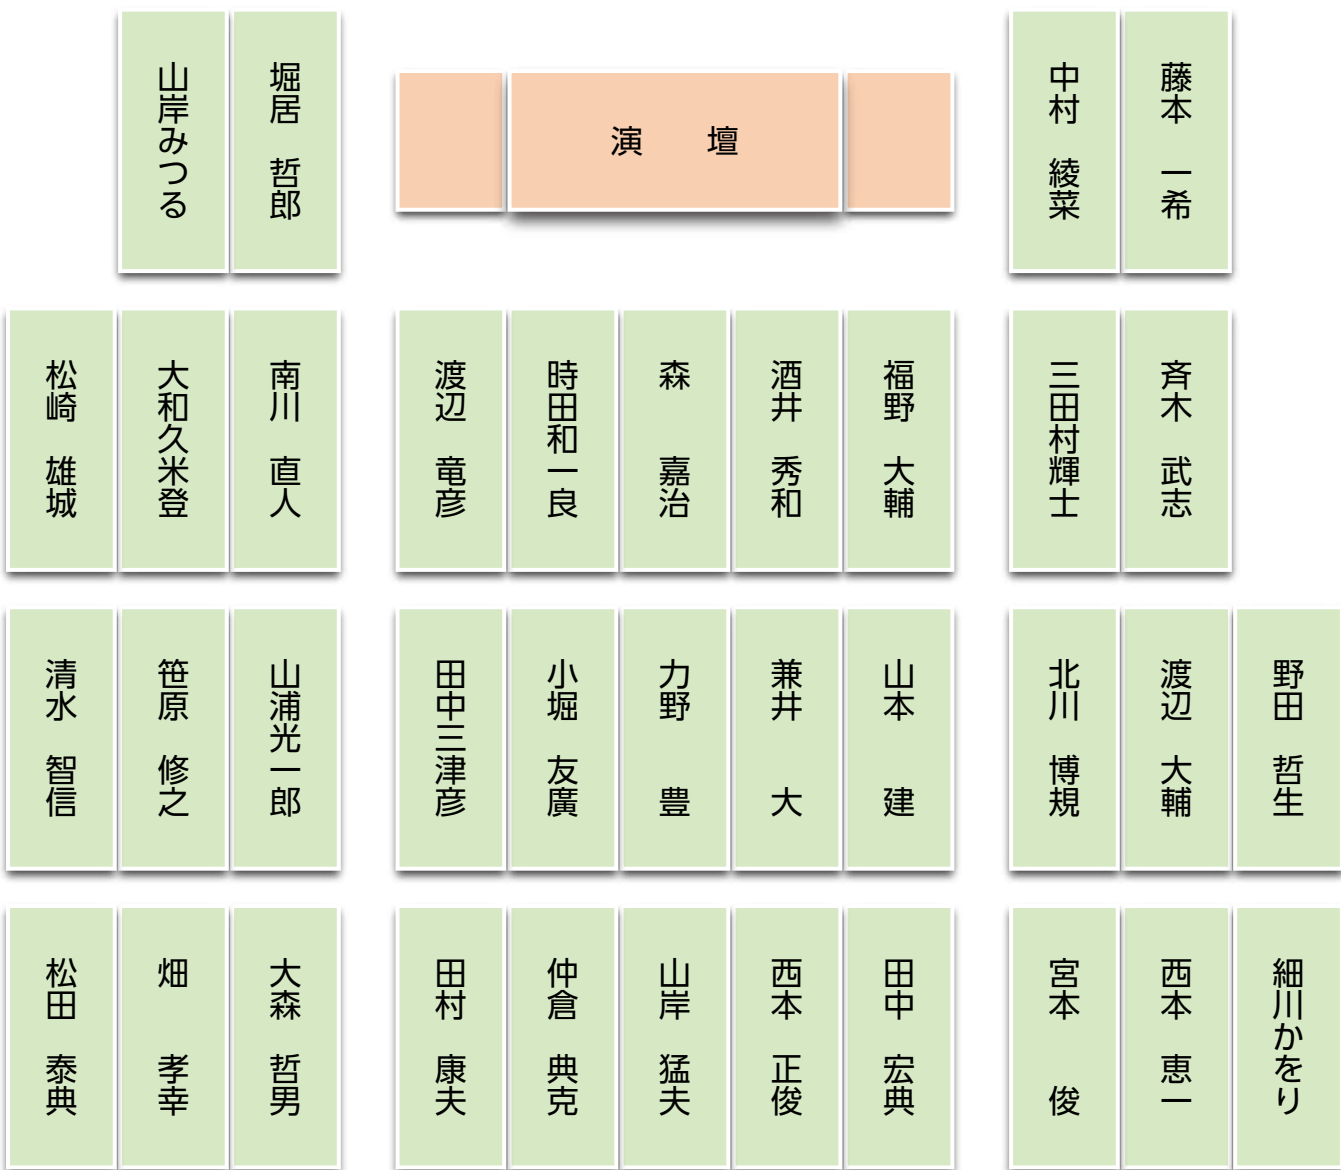 山岸みつる
堀居 哲郎
演 壇
中村 綾菜
藤本 一希
松崎 雄城
大和久米登
南川 直人
渡辺 竜彦
時田和一良
森 嘉治
酒井 秀和
福野 大輔
三田村輝士
斉木 武志
清水 智信
笹原 修之
山浦光一郎
田中三津彦
小堀 友廣
力野 豊
兼井 大
山本 建
北川 博規
渡辺 大輔
野田 哲生
松田 泰典
畑 孝幸
大森 哲男
田村 康夫
仲倉 典克
山岸 猛夫
西本 正俊
田中 宏典
宮本 俊
西本 恵一
細川かをり